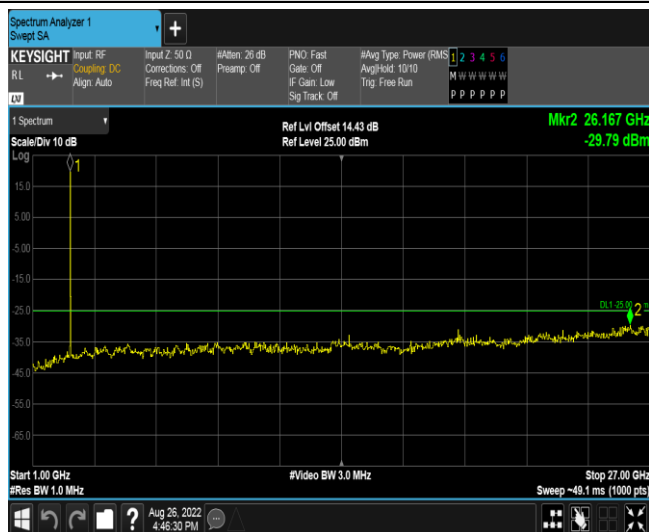 Spectrum Analyzer 1
Swept SA
+
KEYSIGHT
RL
Input: RF
Coupling: DC
Align: Auto
Input Z: 50 Ω
Corrections: Off
Freq Ref: Int (S)
#Atten: 26 dB
Preamp: Off
PNO: Fast
Gate: Off
IF Gain: Low
Sig Track: Off
#Avg Type: Power (RMS
Avg|Hold: 10/10
Trig: Free Run
1 2 3 4 5 6
M W W W W W
P P P P P P
LXI
1 Spectrum
Scale/Div 10 dB
Ref Lvl Offset 14.43 dB
Ref Level 25.00 dBm
Mkr2 26.167 GHz
-29.79 dBm
Log
1
15.0
5.00
-5.00
-15.0
-25.0
DL1 -25.00
2
-35.0
-45.0
-55.0
-65.0
Start 1.00 GHz
#Video BW 3.0 MHz
Stop 27.00 GHz
#Res BW 1.0 MHz
Sweep ~49.1 ms (1000 pts)
?
Aug 26, 2022
4:46:30 PM